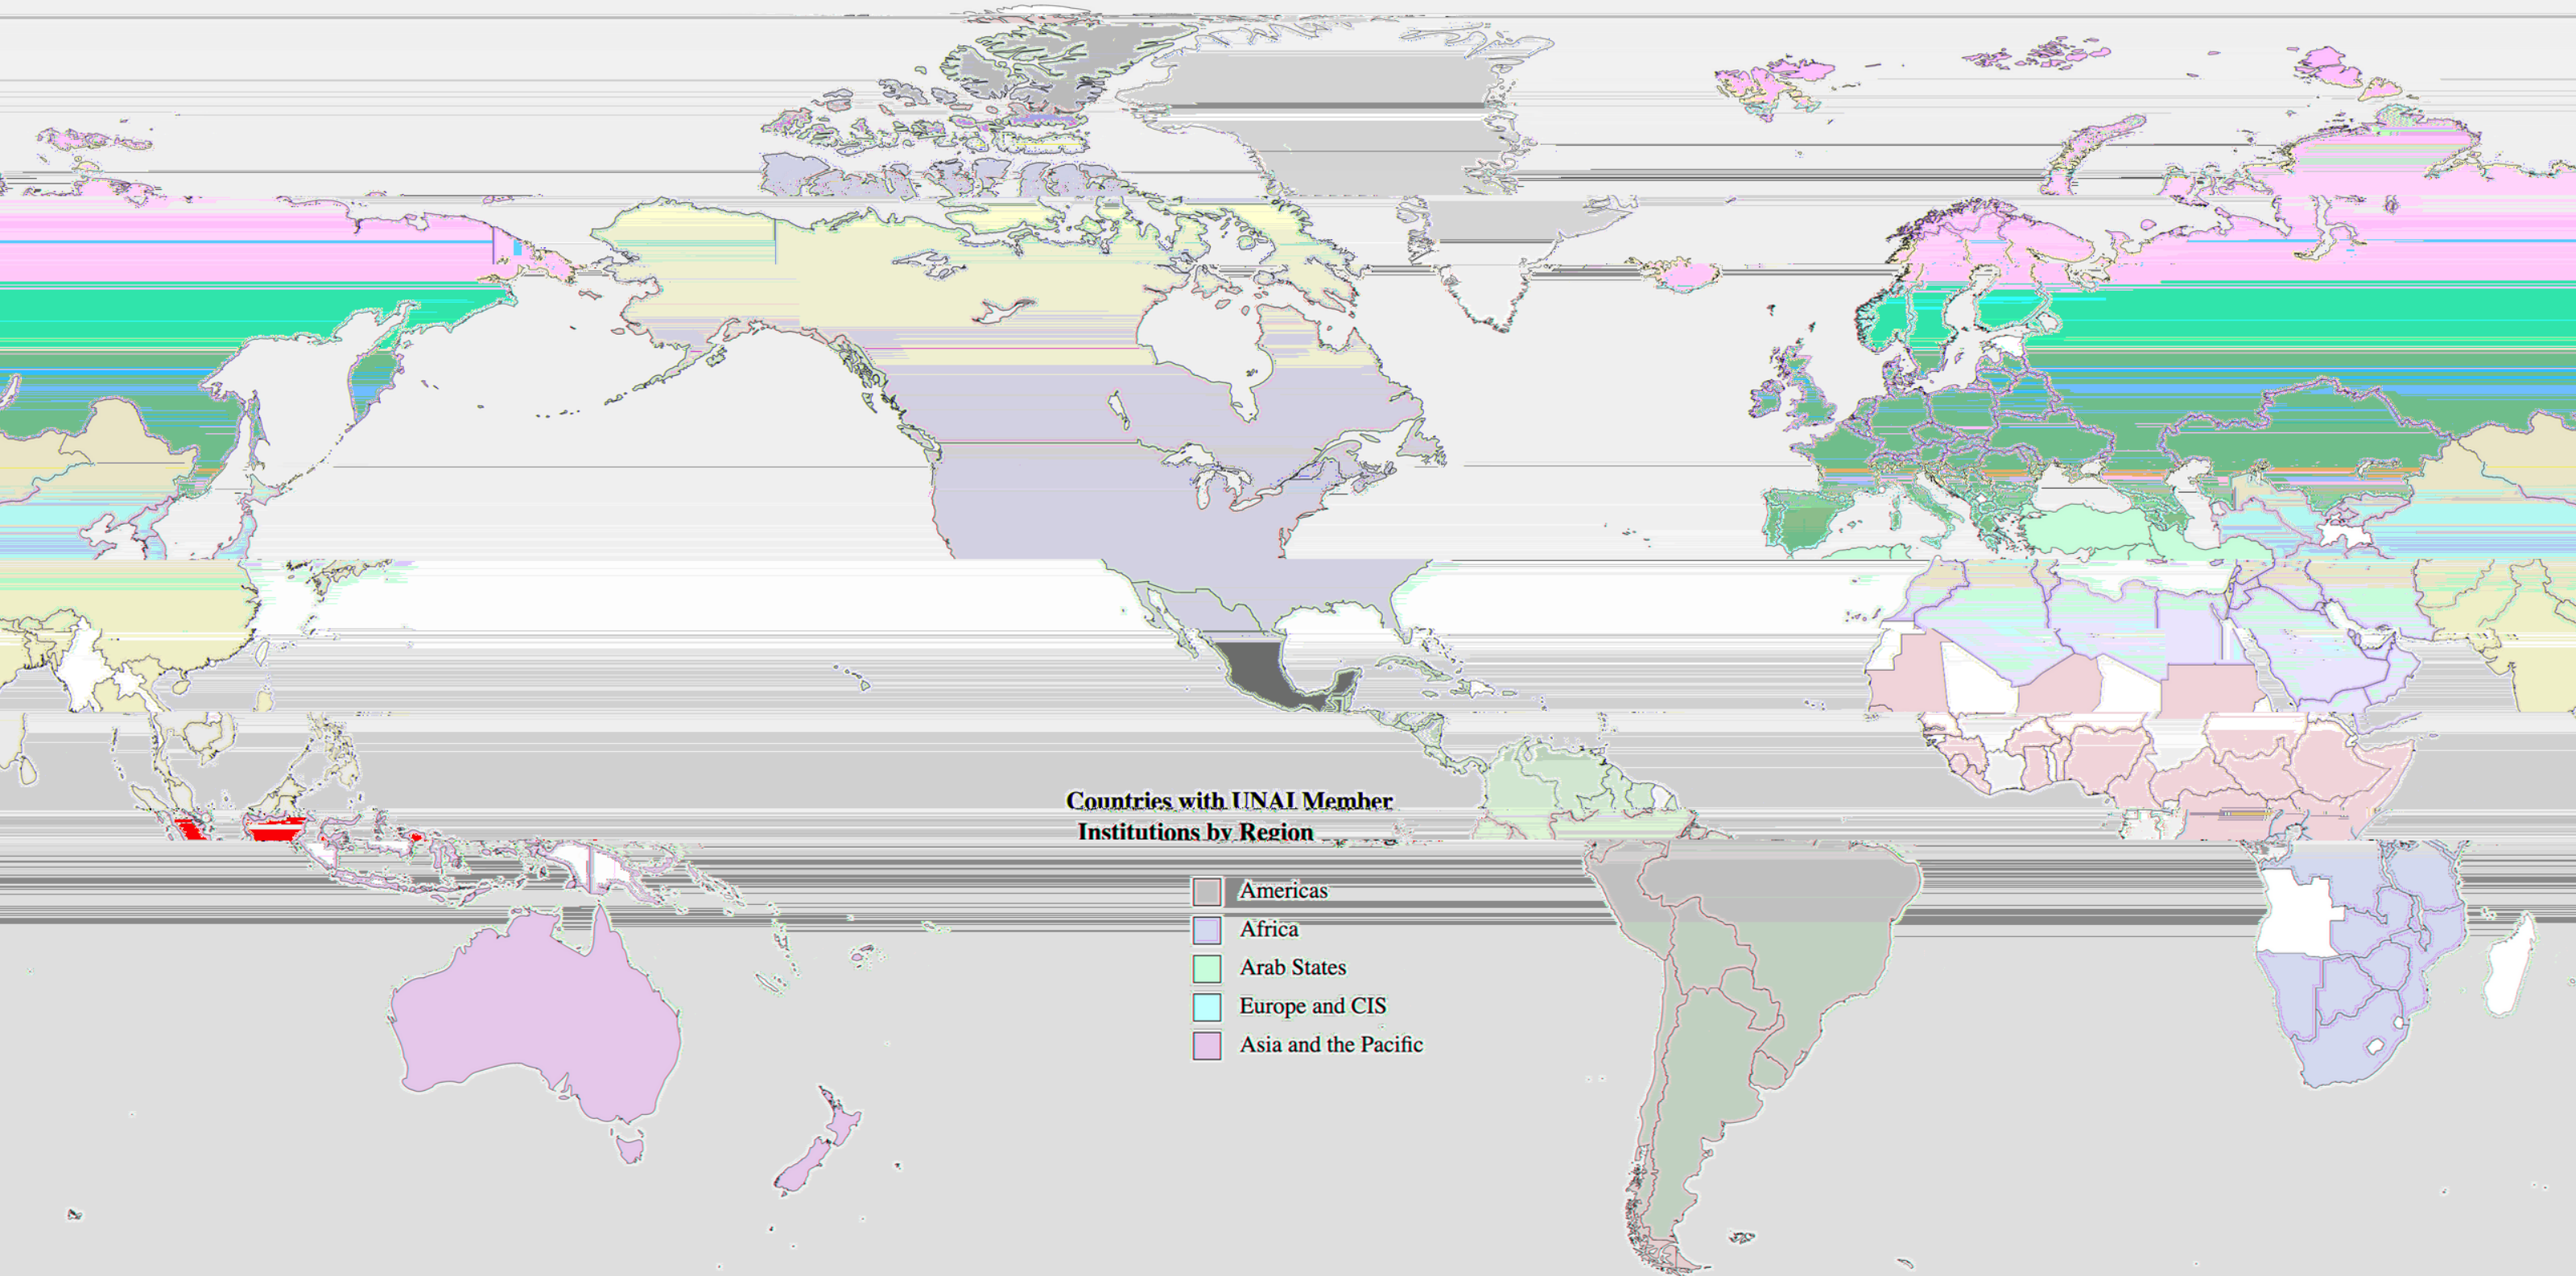 Countries with UNAI Member
Institutions by Region
Americas
Africa
Arab States
Europe and CIS
Asia and the Pacific